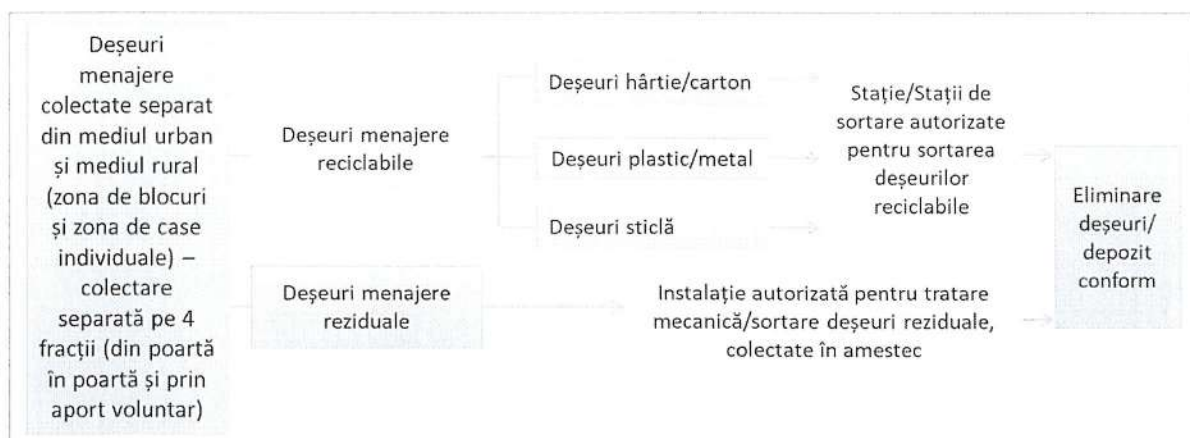 Deșeuri
menajere
colectate separat
din mediul urban
și mediul rural
(zona de blocuri
și zona de case
individuale) –
colectare
separată pe 4
fracții (din poartă
în poartă și prin
aport voluntar)
Deșeuri menajere
reciclabile
Deșeuri menajere
reziduale
Deșeuri hârtie/carton
Deșeuri plastic/metal
Deșeuri sticlă
Stație/Stații de
sortare autorizate
pentru sortarea
deșeurilor
reciclabile
Instalație autorizată pentru tratare
mecanică/sortare deșeuri reziduale,
colectate în amestec
Eliminare
deșeuri/
depozit
conform